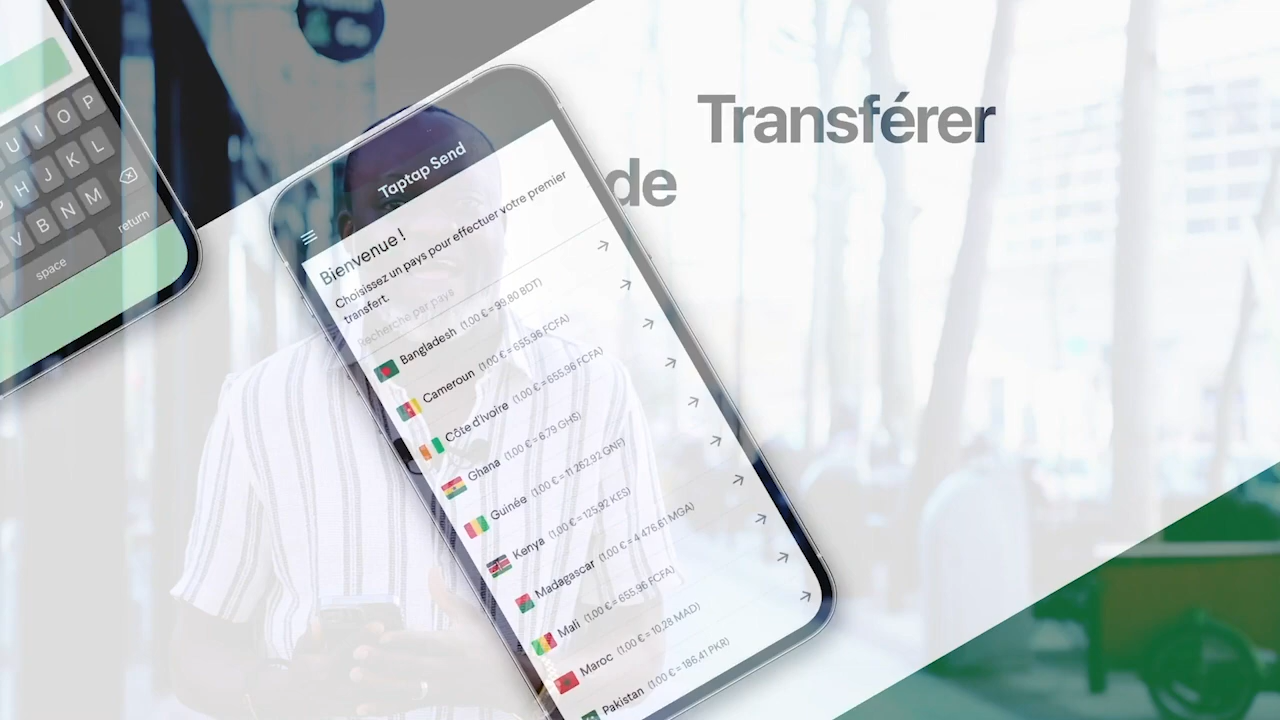 Transférer
de
Taptap Send
Bienvenue !
Choisissez un pays pour effectuer votre premier
transfert.
Recherche par pays
Bangladesh (1,00 € = 99,80 BDT)
Cameroun (1,00 € = 655,96 FCFA)
Côte d'Ivoire (1,00 € = 655,96 FCFA)
Ghana (1,00 € = 6,79 GHS)
Guinée (1,00 € = 11 262,92 GNF)
Kenya (1,00 € = 125,92 KES)
Madagascar (1,00 € = 4 476,61 MGA)
Mali (1,00 € = 655,96 FCFA)
Maroc (1,00 € = 10,28 MAD)
Pakistan (1,00 € = 186,41 PKR)
U I O P
H J K L
V B N M
space return